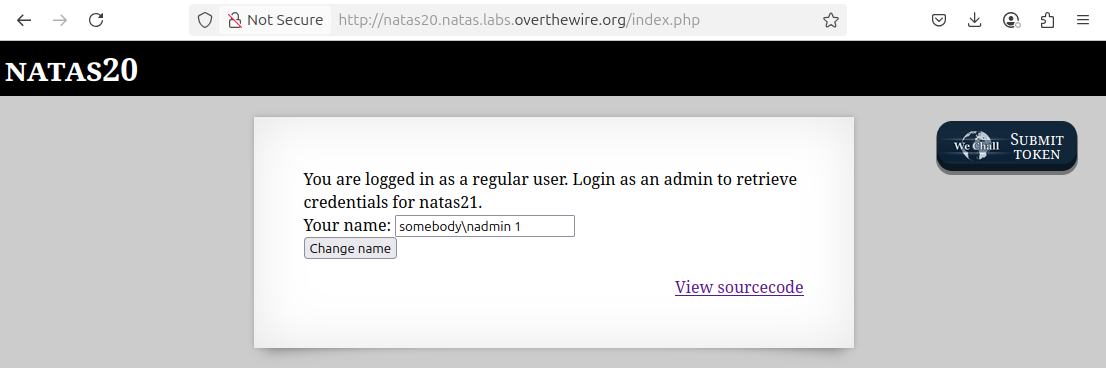 Not Secure http://natas20.natas.labs.overthewire.org/index.php
NATAS20
We Chall SUBMIT
TOKEN
You are logged in as a regular user. Login as an admin to retrieve
credentials for natas21.
Your name: somebody\nadmin 1
Change name
View sourcecode